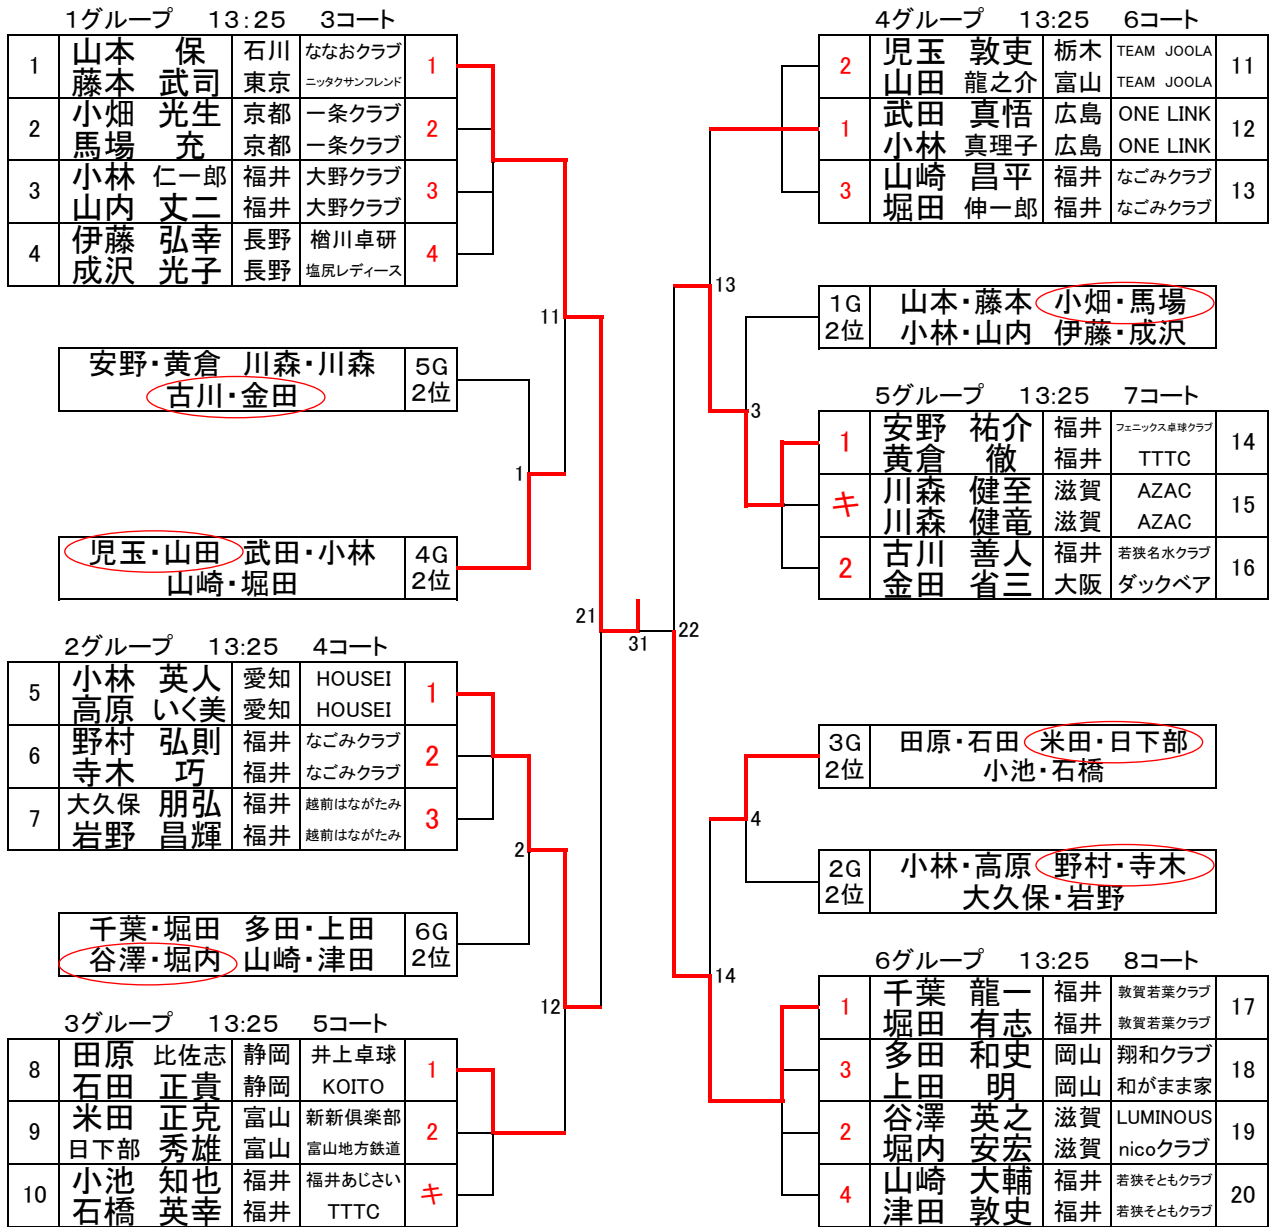 1グループ　13:25　3コート
1 山本　保 石川 ななおクラブ 1
藤本　武司 東京 ニッタクサンフレンド
2 小畑　光生 京都 一条クラブ 2
馬場　充 京都 一条クラブ
3 小林　仁一郎 福井 大野クラブ 3
山内　丈二 福井 大野クラブ
4 伊藤　弘幸 長野 楢川卓研 4
成沢　光子 長野 塩尻レディース
11
安野・黄倉　川森・川森 5G
古川・金田 2位
1
児玉・山田　武田・小林 4G
山崎・堀田 2位
21
31
2グループ　13:25　4コート
5 小林　英人 愛知 HOUSEI 1
高原　いく美 愛知 HOUSEI
6 野村　弘則 福井 なごみクラブ 2
寺木　巧 福井 なごみクラブ
7 大久保　朋弘 福井 越前はながたみ 3
岩野　昌輝 福井 越前はながたみ
2
千葉・堀田　多田・上田 6G
谷澤・堀内　山崎・津田 2位
12
3グループ　13:25　5コート
8 田原　比佐志 静岡 井上卓球 1
石田　正貴 静岡 KOITO
9 米田　正克 富山 新新倶楽部 2
日下部　秀雄 富山 富山地方鉄道
10 小池　知也 福井 福井あじさい キ
石橋　英幸 福井 TTTC
4グループ　13:25　6コート
2 児玉　敦吏 栃木 TEAM JOOLA 11
山田　龍之介 富山 TEAM JOOLA
1 武田　真悟 広島 ONE LINK 12
小林　真理子 広島 ONE LINK
3 山崎　昌平 福井 なごみクラブ 13
堀田　伸一郎 福井 なごみクラブ
13
1G 山本・藤本　小畑・馬場
2位 小林・山内　伊藤・成沢
3
5グループ　13:25　7コート
1 安野　祐介 福井 フェニックス卓球クラブ 14
黄倉　徹 福井 TTTC
キ 川森　健至 滋賀 AZAC 15
川森　健竜 滋賀 AZAC
2 古川　善人 福井 若狭名水クラブ 16
金田　省三 大阪 ダックベア
22
3G 田原・石田　米田・日下部
2位 小池・石橋
4
2G 小林・高原　野村・寺木
2位 大久保・岩野
14
6グループ　13:25　8コート
1 千葉　龍一 福井 敦賀若葉クラブ 17
堀田　有志 福井 敦賀若葉クラブ
3 多田　和史 岡山 翔和クラブ 18
上田　明 岡山 和がまま家
2 谷澤　英之 滋賀 LUMINOUS 19
堀内　安宏 滋賀 nicoクラブ
4 山崎　大輔 福井 若狭そともクラブ 20
津田　敦史 福井 若狭そともクラブ